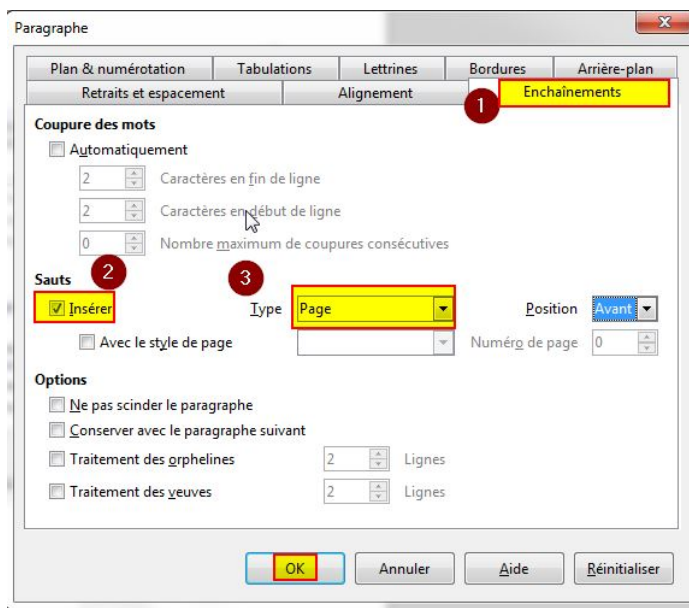 Paragraphe
x
Plan & numérotation Tabulations Lettrines Bordures Arrière-plan
Retraits et espacement Alignement 1 Enchaînements
Coupure des mots
Automatiquement
2 Caractères en fin de ligne
2 Caractères en début de ligne
0 Nombre maximum de coupures consécutives
Sauts 2 3
Insérer Type Page Position Avant
Avec le style de page Numéro de page 0
Options
Ne pas scinder le paragraphe
Conserver avec le paragraphe suivant
Traitement des orphelines 2 Lignes
Traitement des veuves 2 Lignes
OK Annuler Aide Réinitialiser